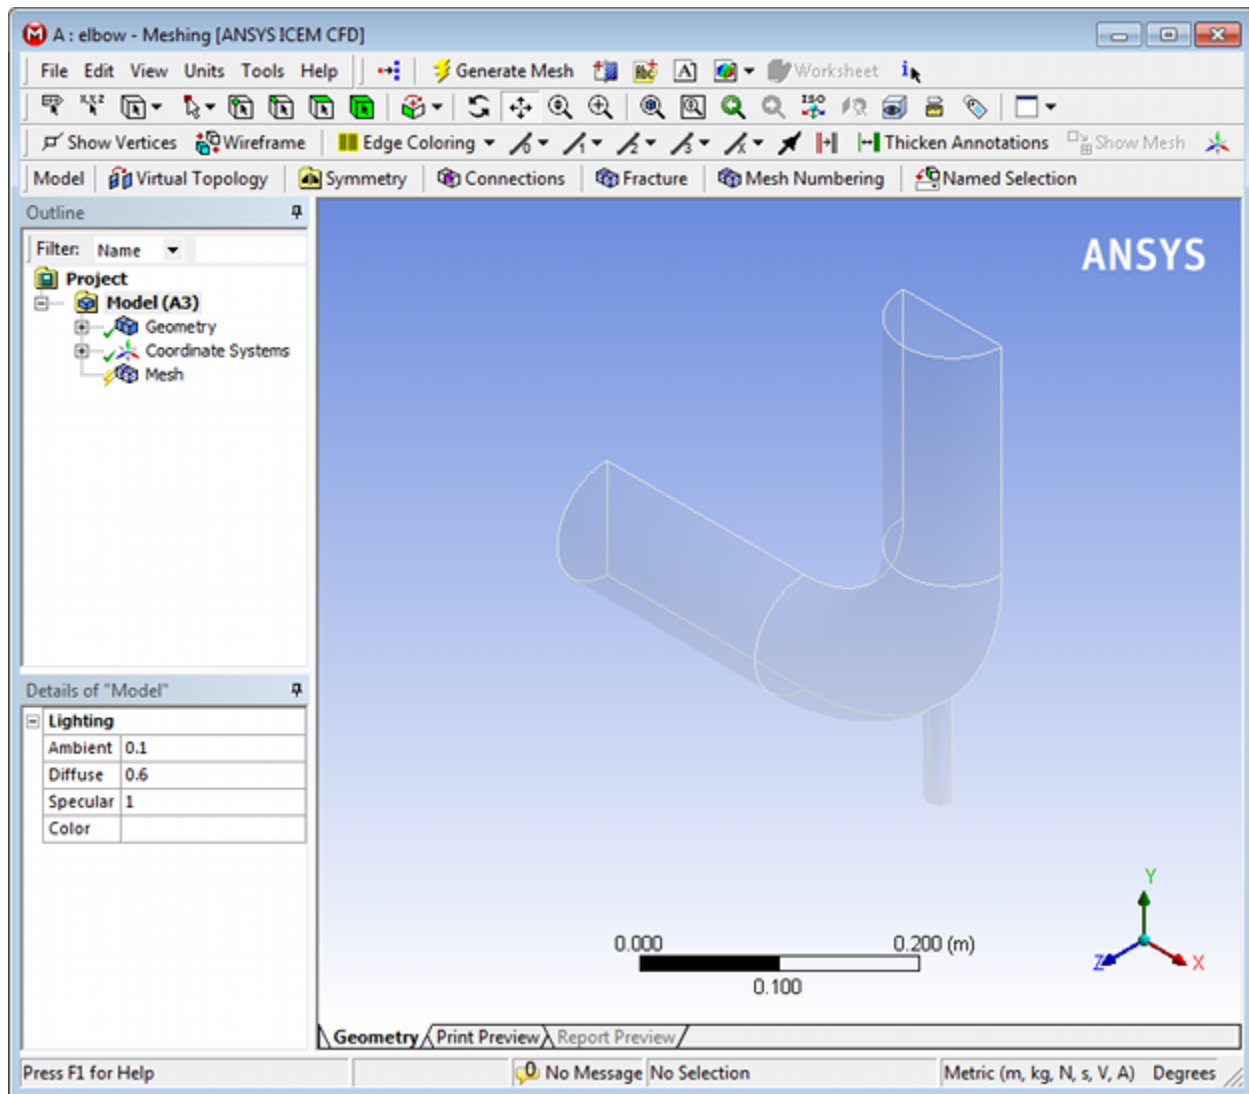 A : elbow - Meshing [ANSYS ICEM CFD]
File Edit View Units Tools Help Generate Mesh Worksheet
ISO
Show Vertices Wireframe Edge Coloring Thicken Annotations Show Mesh
Model Virtual Topology Symmetry Connections Fracture Mesh Numbering Named Selection
Outline
Filter: Name
Project
Model (A3)
Geometry
Coordinate Systems
Mesh
ANSYS
Details of "Model"
Lighting
Ambient 0.1
Diffuse 0.6
Specular 1
Color
0.000 0.200 (m)
0.100
Y
Z X
Geometry Print Preview Report Preview
Press F1 for Help 0 No Message No Selection Metric (m, kg, N, s, V, A) Degrees